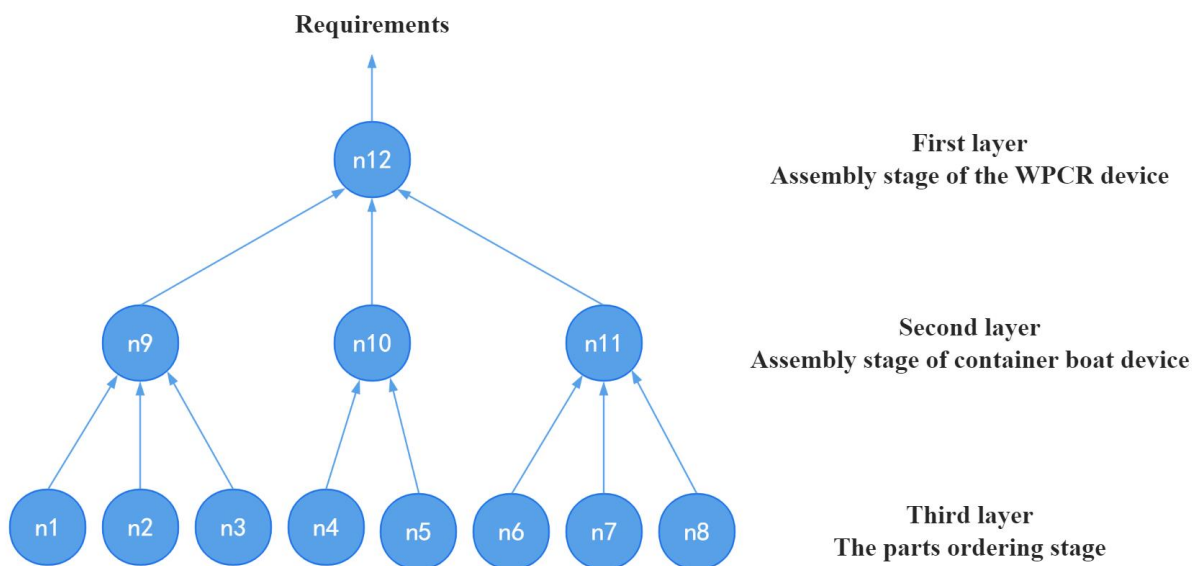 Requirements
n12
First layer
Assembly stage of the WPCR device
n9
n10
n11
Second layer
Assembly stage of container boat device
n1
n2
n3
n4
n5
n6
n7
n8
Third layer
The parts ordering stage